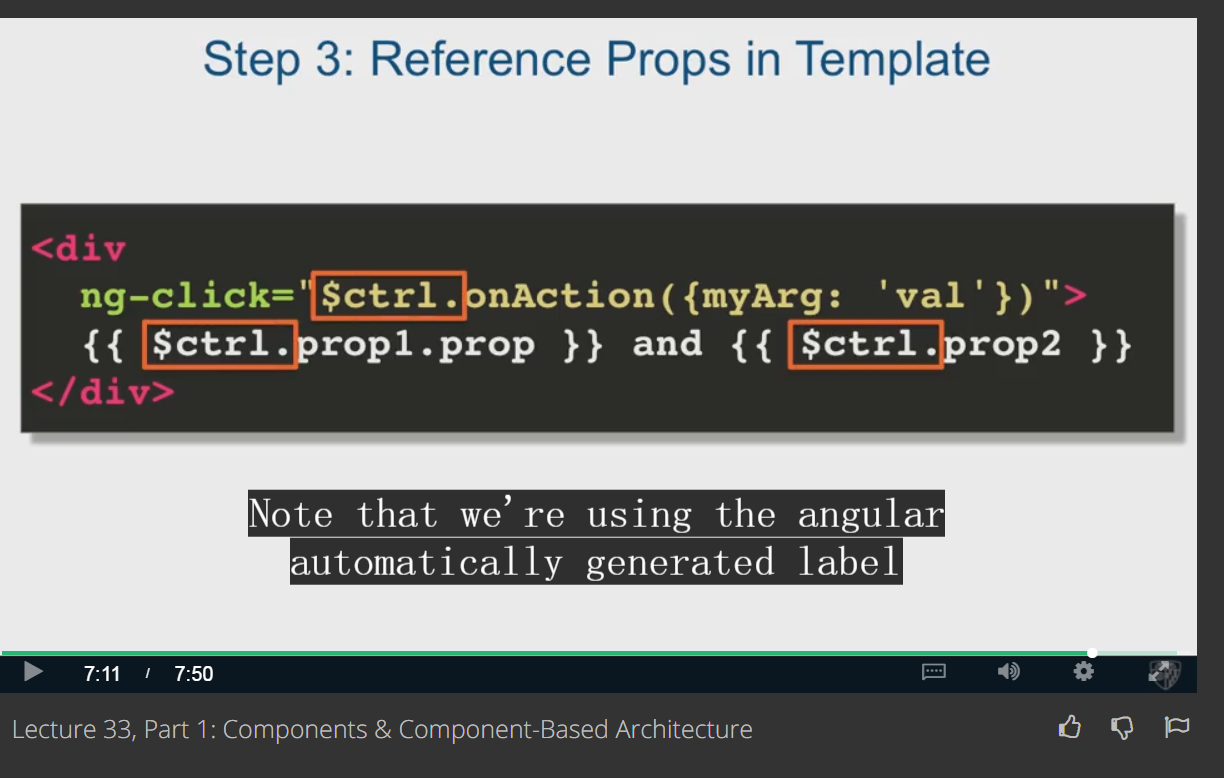 Step 3: Reference Props in Template
<div
ng-click="$ctrl.onAction({myArg: 'val'})">
{{ $ctrl.prop1.prop }} and {{ $ctrl.prop2 }}
</div>
Note that we're using the angular
automatically generated label
7:11 / 7:50
Lecture 33, Part 1: Components & Component-Based Architecture